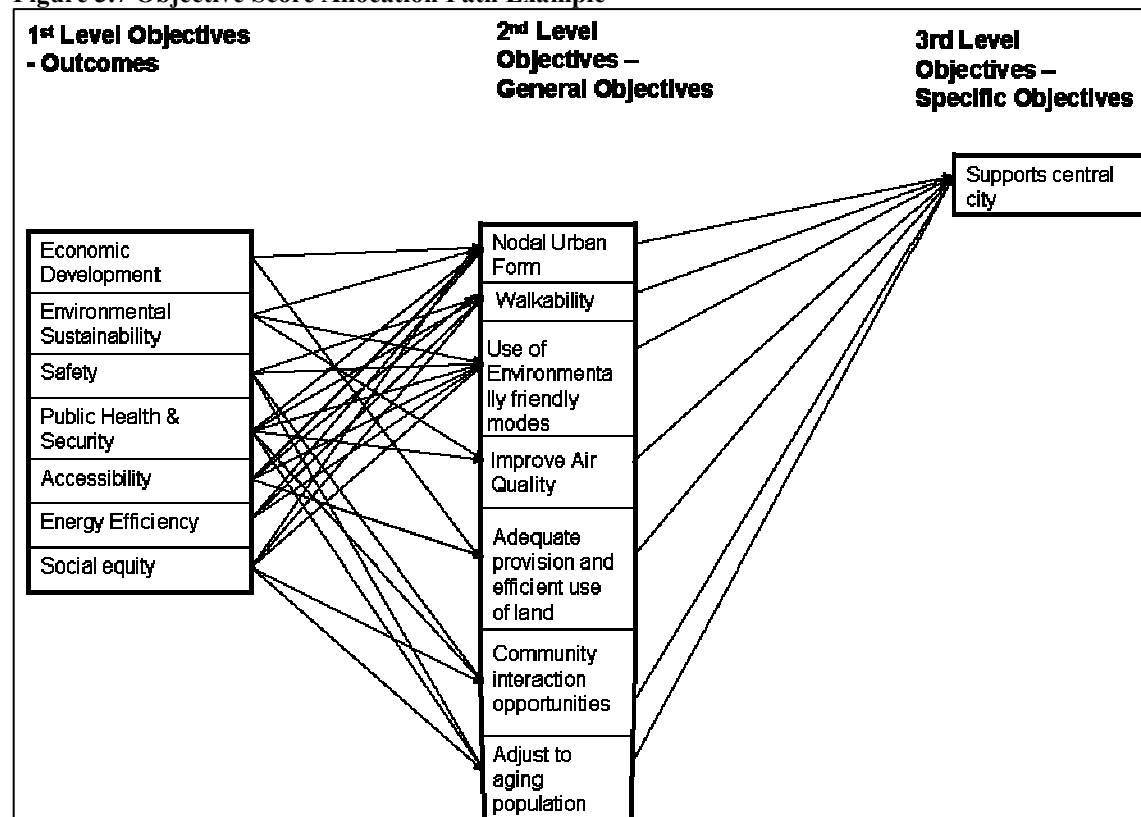 Figure 3.7 Objective Score Allocation Path Example
1st Level Objectives
- Outcomes
2nd Level
Objectives –
General Objectives
3rd Level
Objectives –
Specific Objectives
Economic
Development
Environmental
Sustainability
Safety
Public Health &
Security
Accessibility
Energy Efficiency
Social equity
Nodal Urban
Form
Walkability
Use of
Environmenta
lly friendly
modes
Improve Air
Quality
Adequate
provision and
efficient use
of land
Community
interaction
opportunities
Adjust to
aging
population
Supports central
city